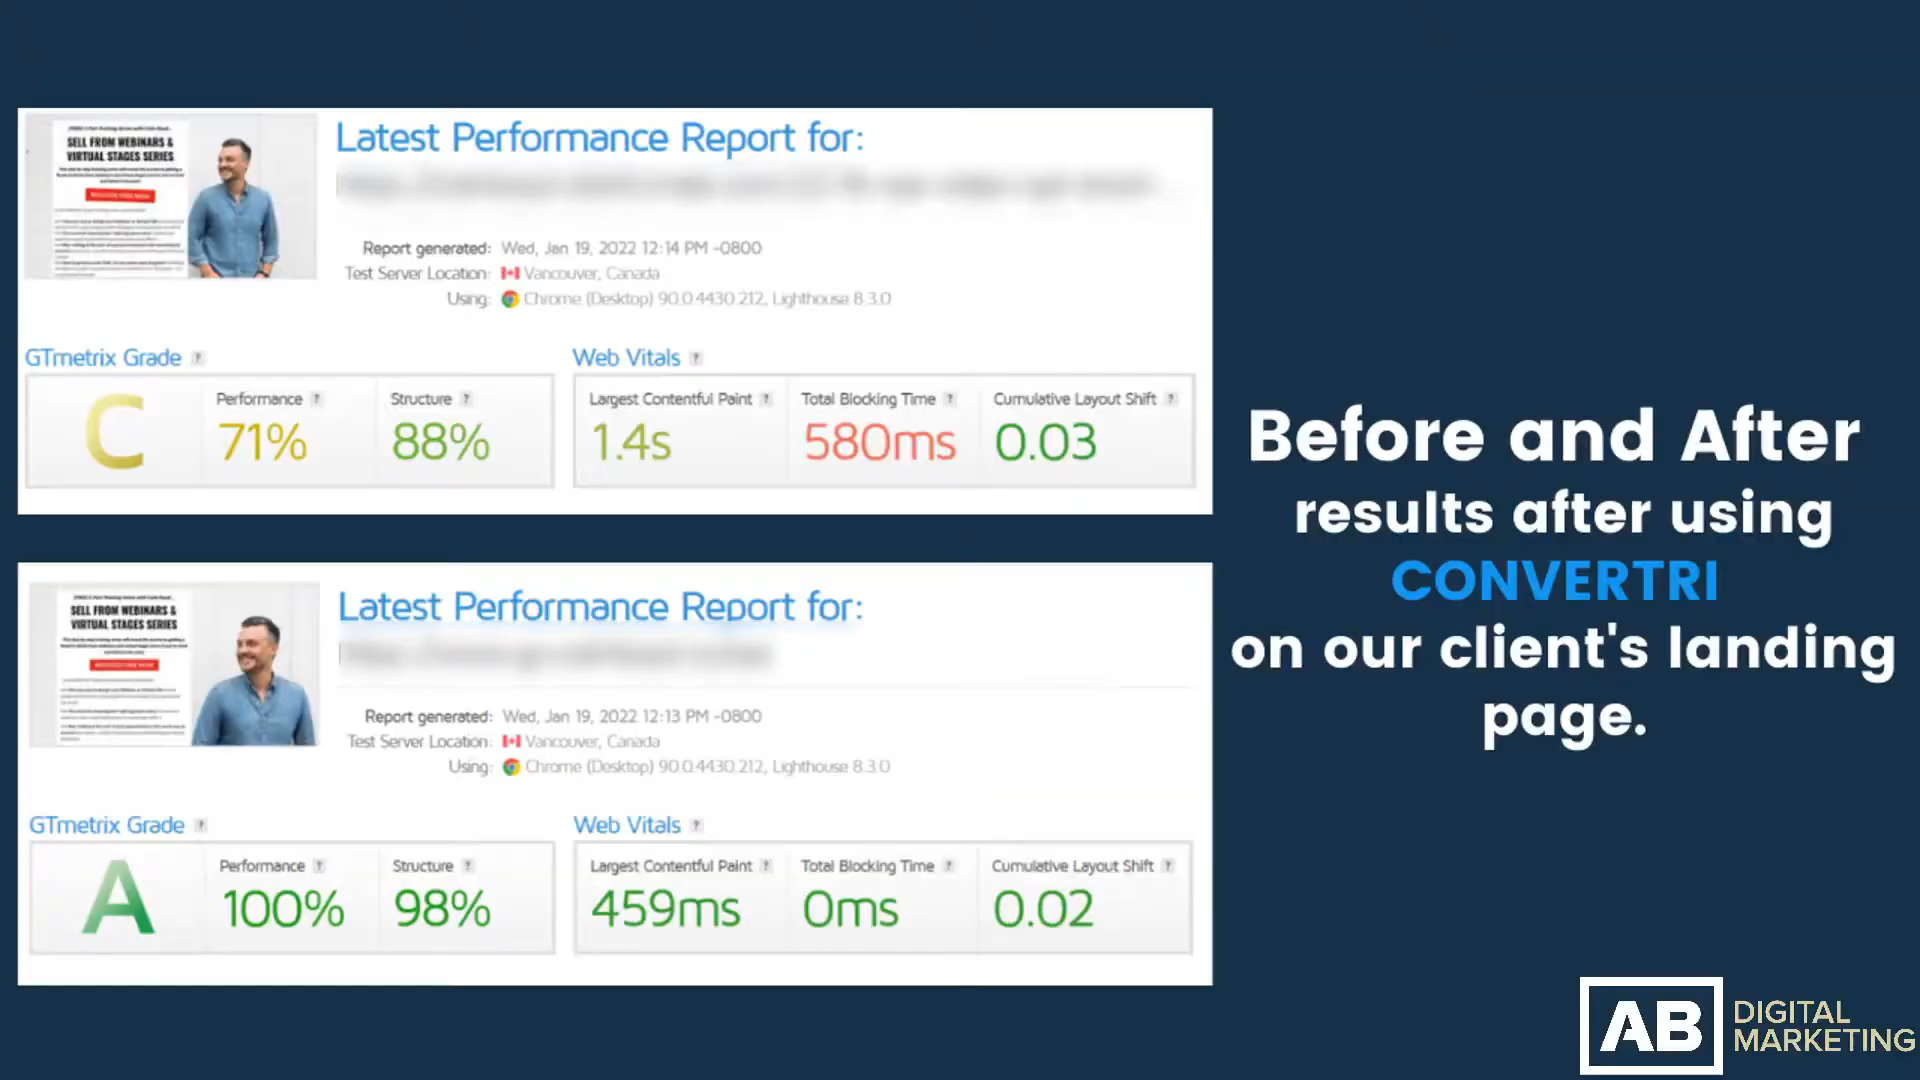 SELL FROM WEBINARS &
VIRTUAL STAGES SERIES
Latest Performance Report for:
Report generated: Wed, Jan 19, 2022 12:14 PM -0800
Test Server Location: Vancouver, Canada
Using: Chrome (Desktop) 90.0.4430.212, Lighthouse 8.3.0
GTmetrix Grade ?
Web Vitals ?
C
Performance ?
71%
Structure ?
88%
Largest Contentful Paint ?
1.4s
Total Blocking Time ?
580ms
Cumulative Layout Shift ?
0.03
SELL FROM WEBINARS &
VIRTUAL STAGES SERIES
Latest Performance Report for:
Report generated: Wed, Jan 19, 2022 12:13 PM -0800
Test Server Location: Vancouver, Canada
Using: Chrome (Desktop) 90.0.4430.212, Lighthouse 8.3.0
GTmetrix Grade ?
Web Vitals ?
A
Performance ?
100%
Structure ?
98%
Largest Contentful Paint ?
459ms
Total Blocking Time ?
0ms
Cumulative Layout Shift ?
0.02
Before and After
results after using
CONVERTRI
on our client's landing
page.
AB DIGITAL
MARKETING